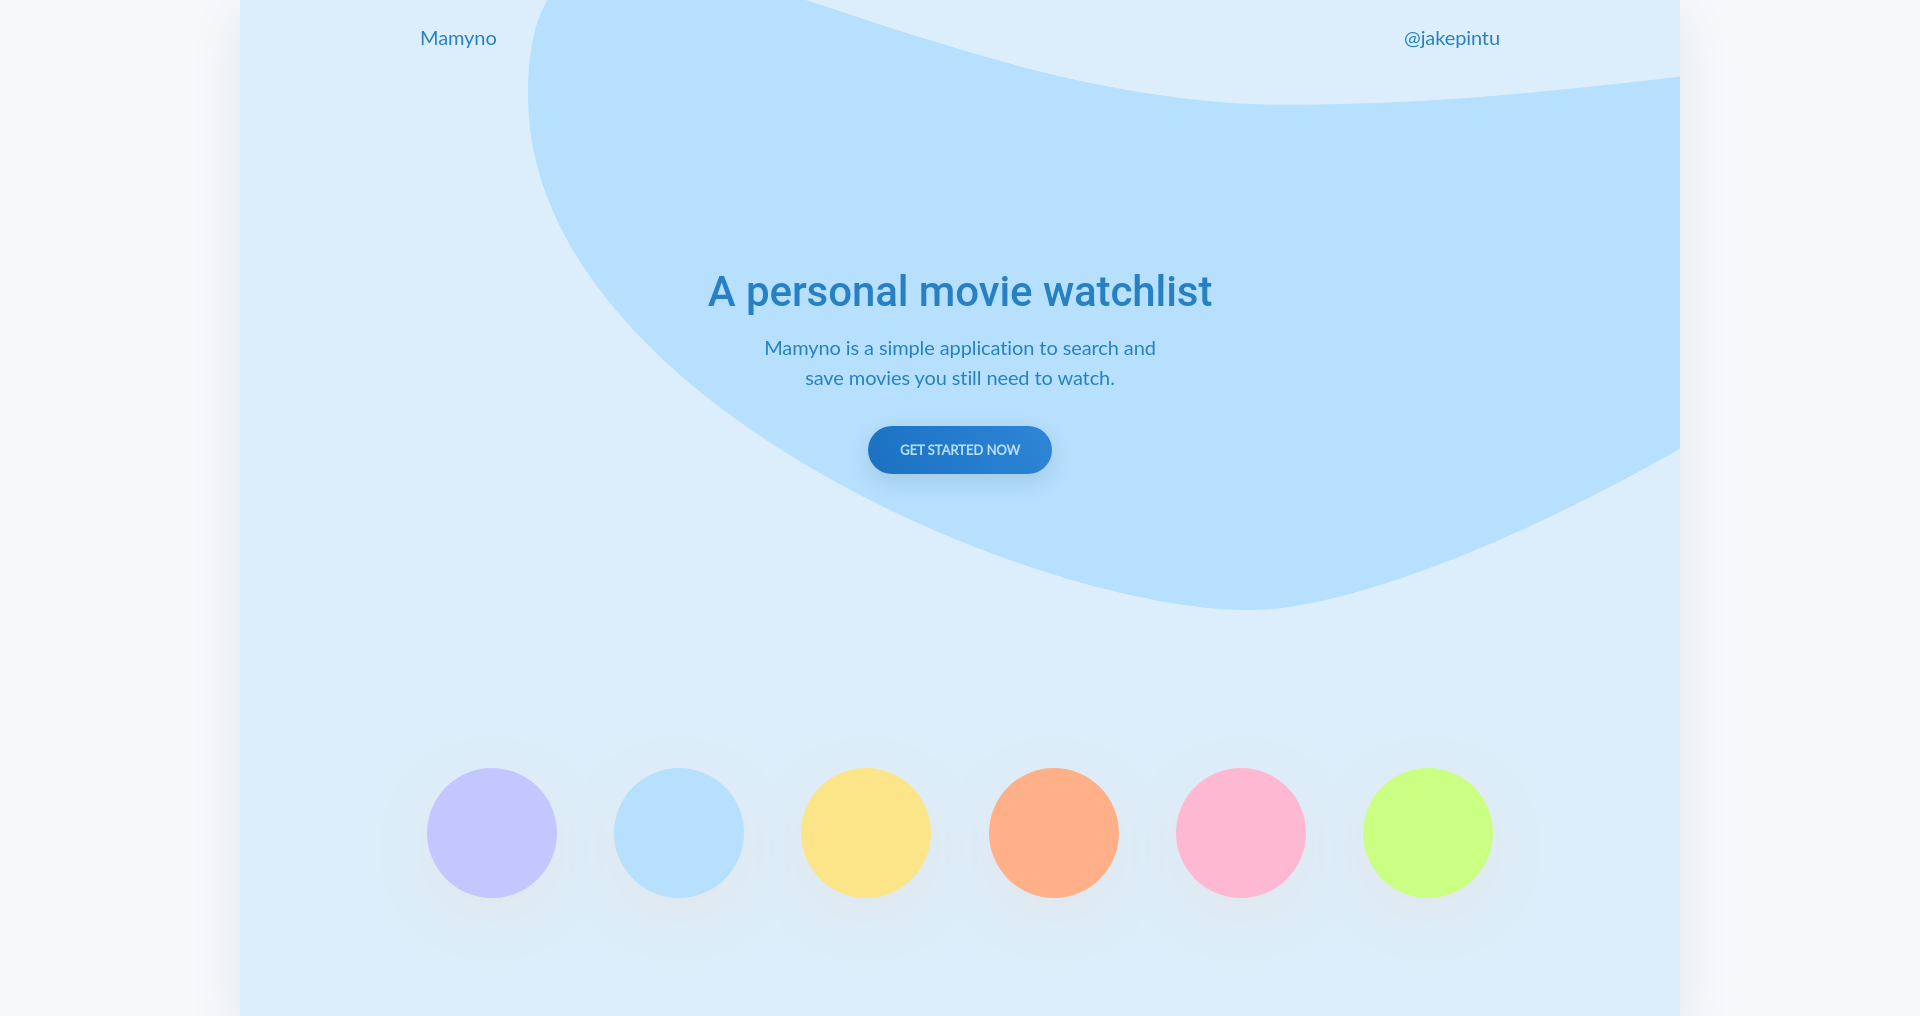 Mamyno
@jakepintu
A personal movie watchlist
Mamyno is a simple application to search and
save movies you still need to watch.
GET STARTED NOW